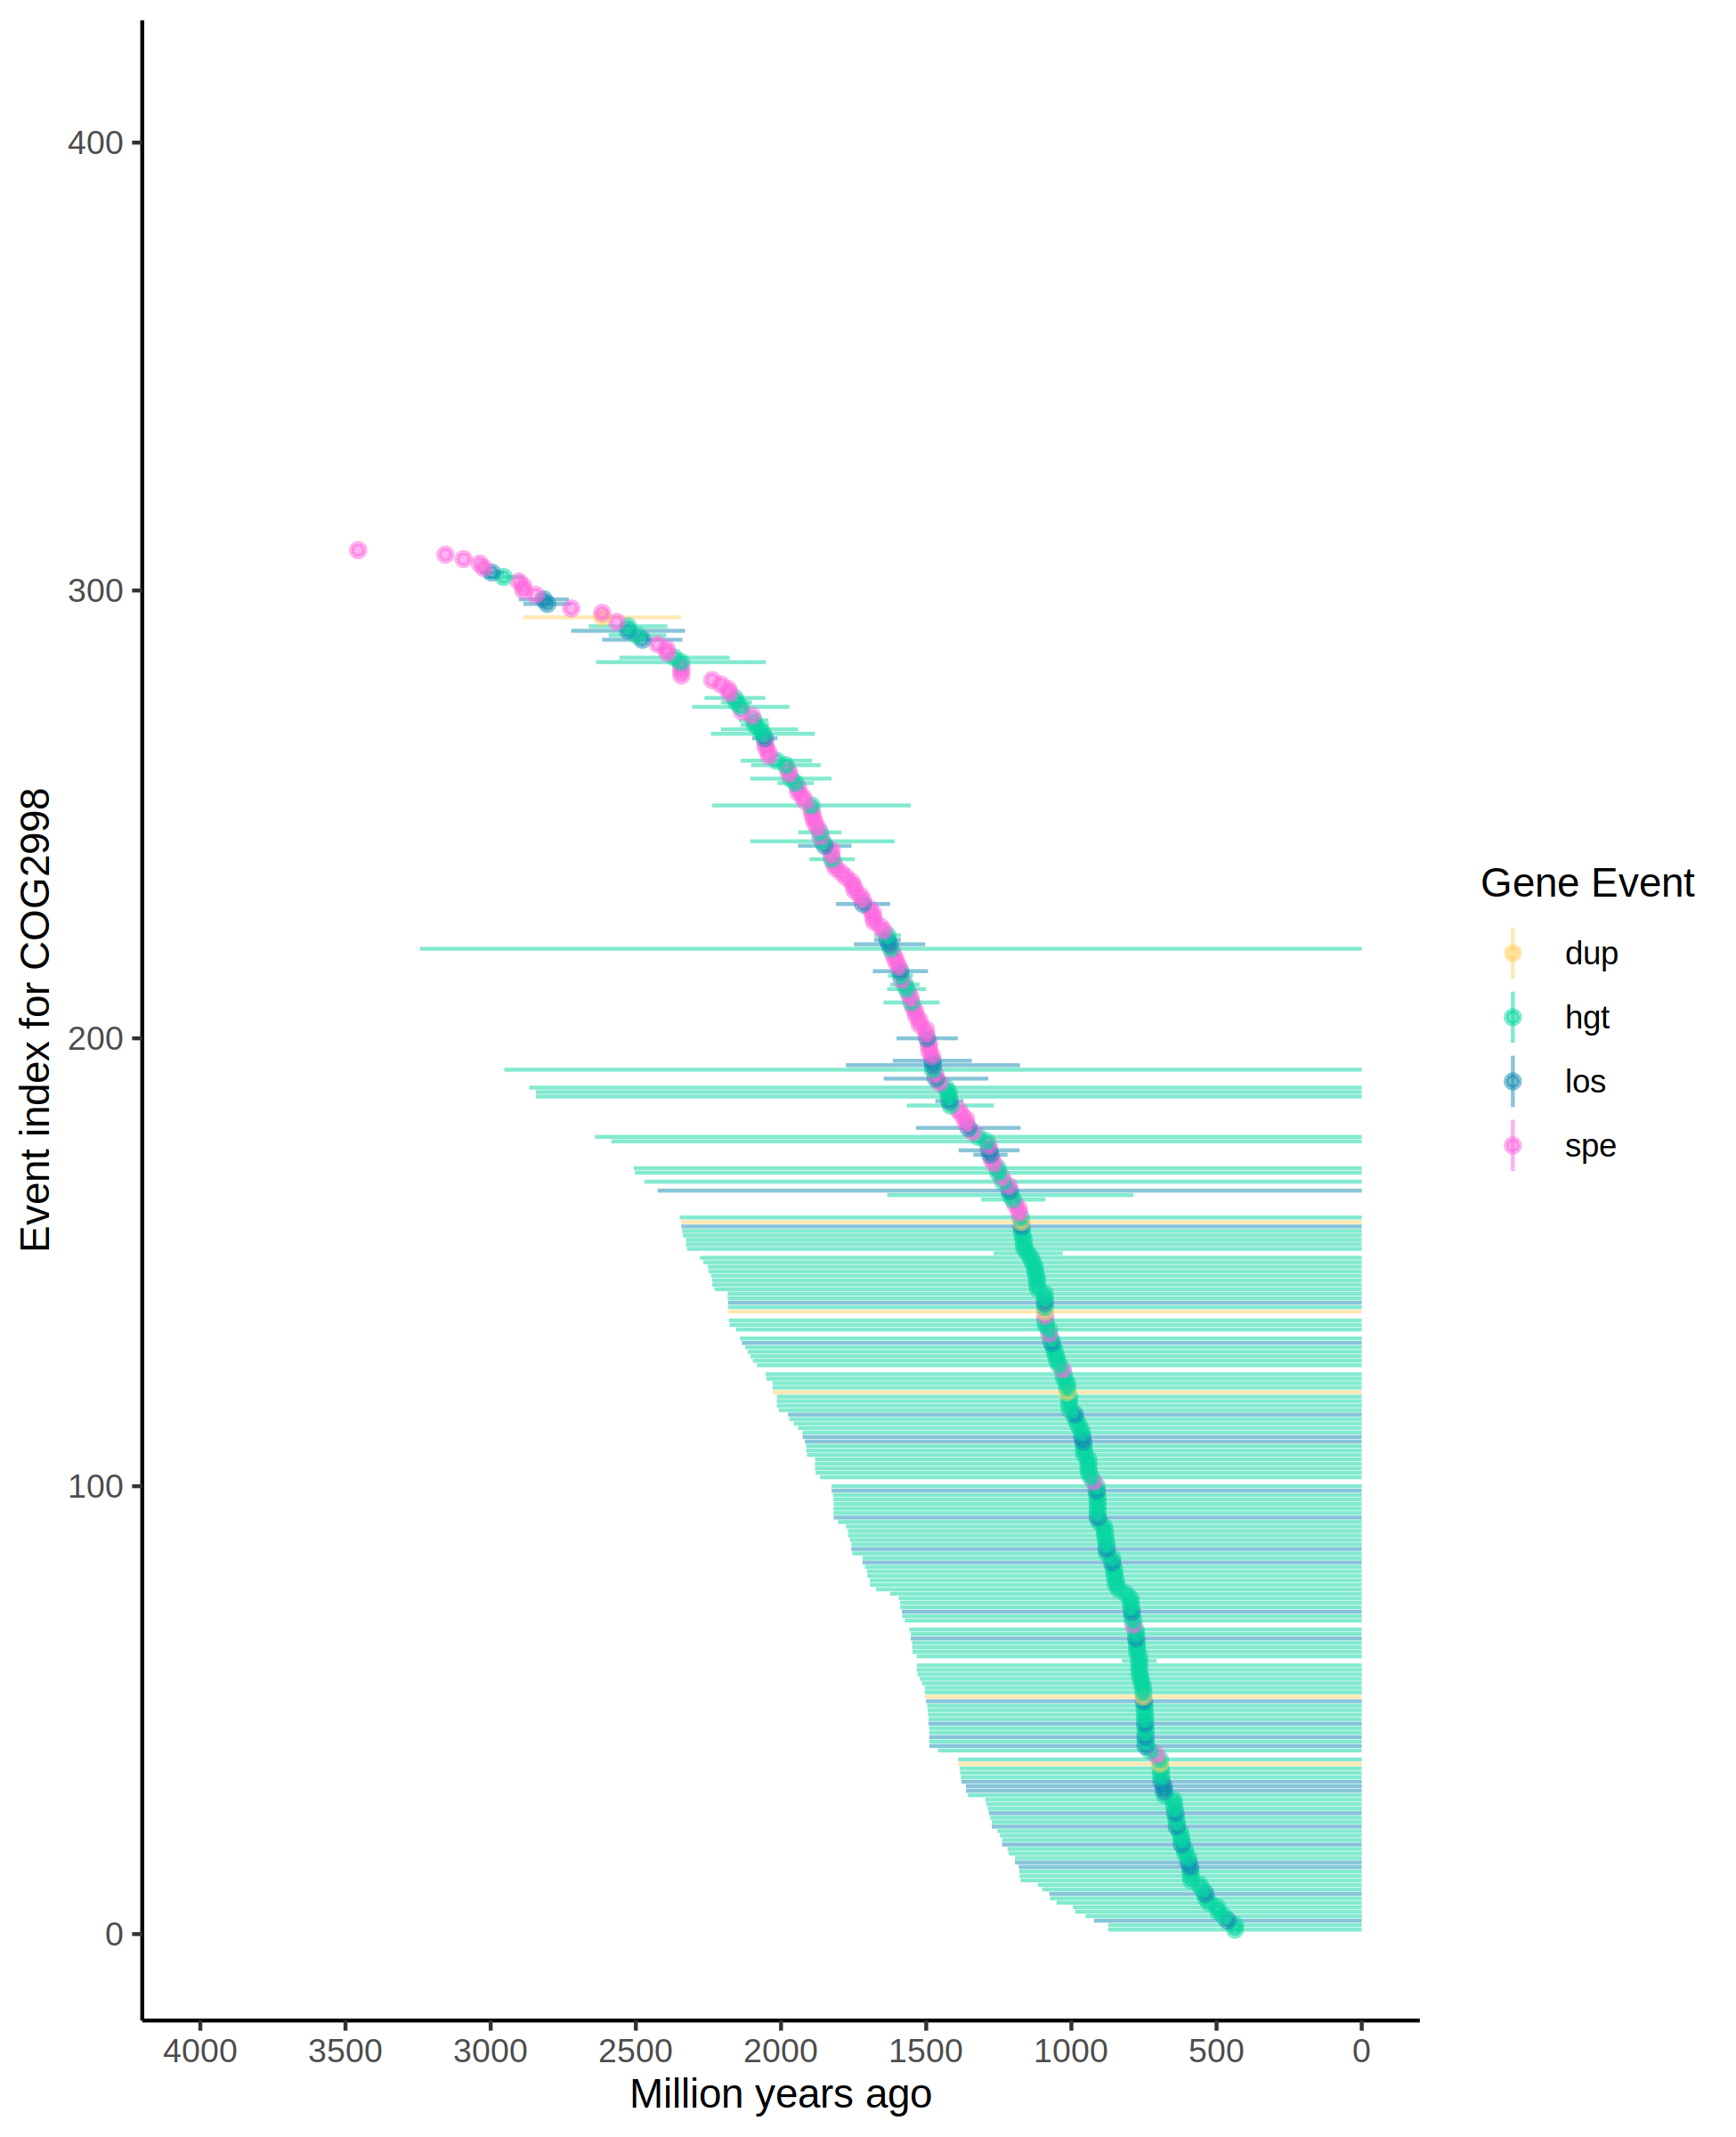 Event index for COG2998
400
300
200
100
0
4000 3500 3000 2500 2000 1500 1000 500 0
Million years ago
Gene Event
dup
hgt
los
spe